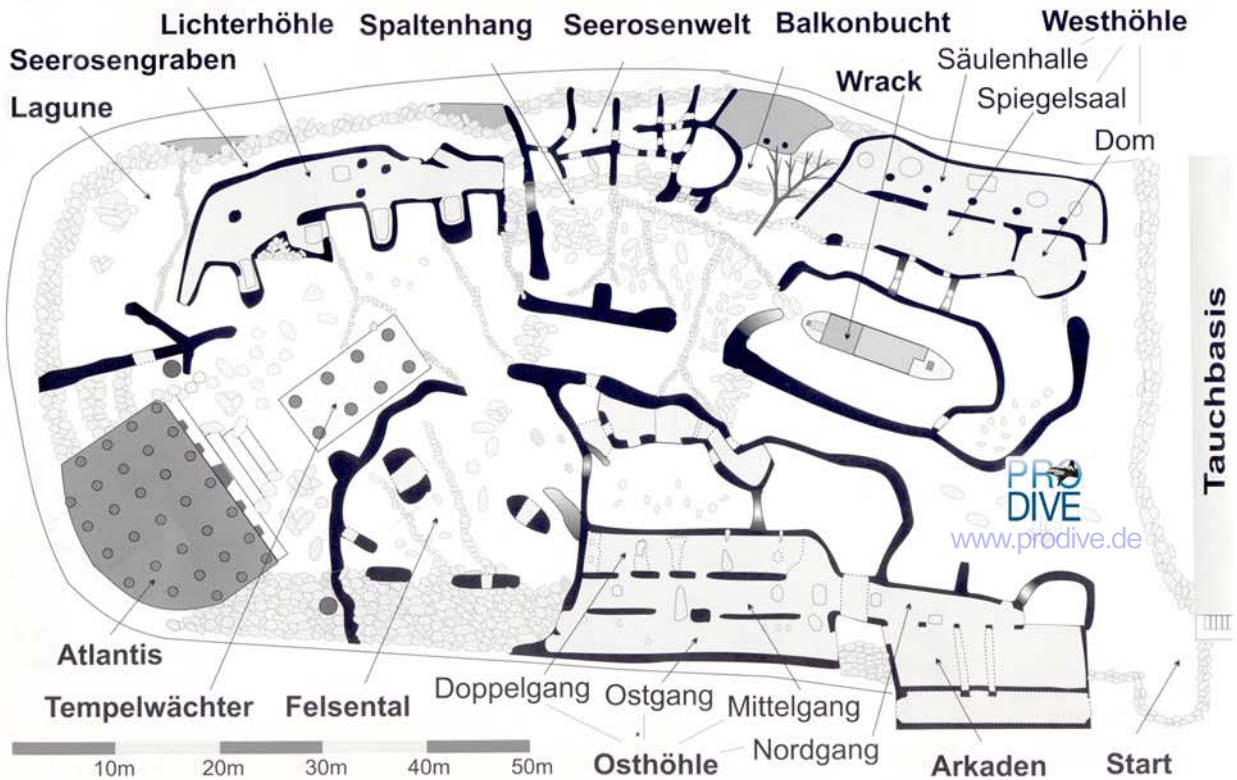 Lichterhöhle Spaltenhang Seerosenwelt Balkonbucht Westhöhle
Seerosengraben
Säulenhalle
Wrack
Spiegelsaal
Lagune
Dom
Tauchbasis
PRO
DIVE
www.prodive.de
Atlantis
Tempelwächter Felsental
Doppelgang Ostgang Mittelgang
Nordgang
Osthöhle Arkaden Start
10m 20m 30m 40m 50m